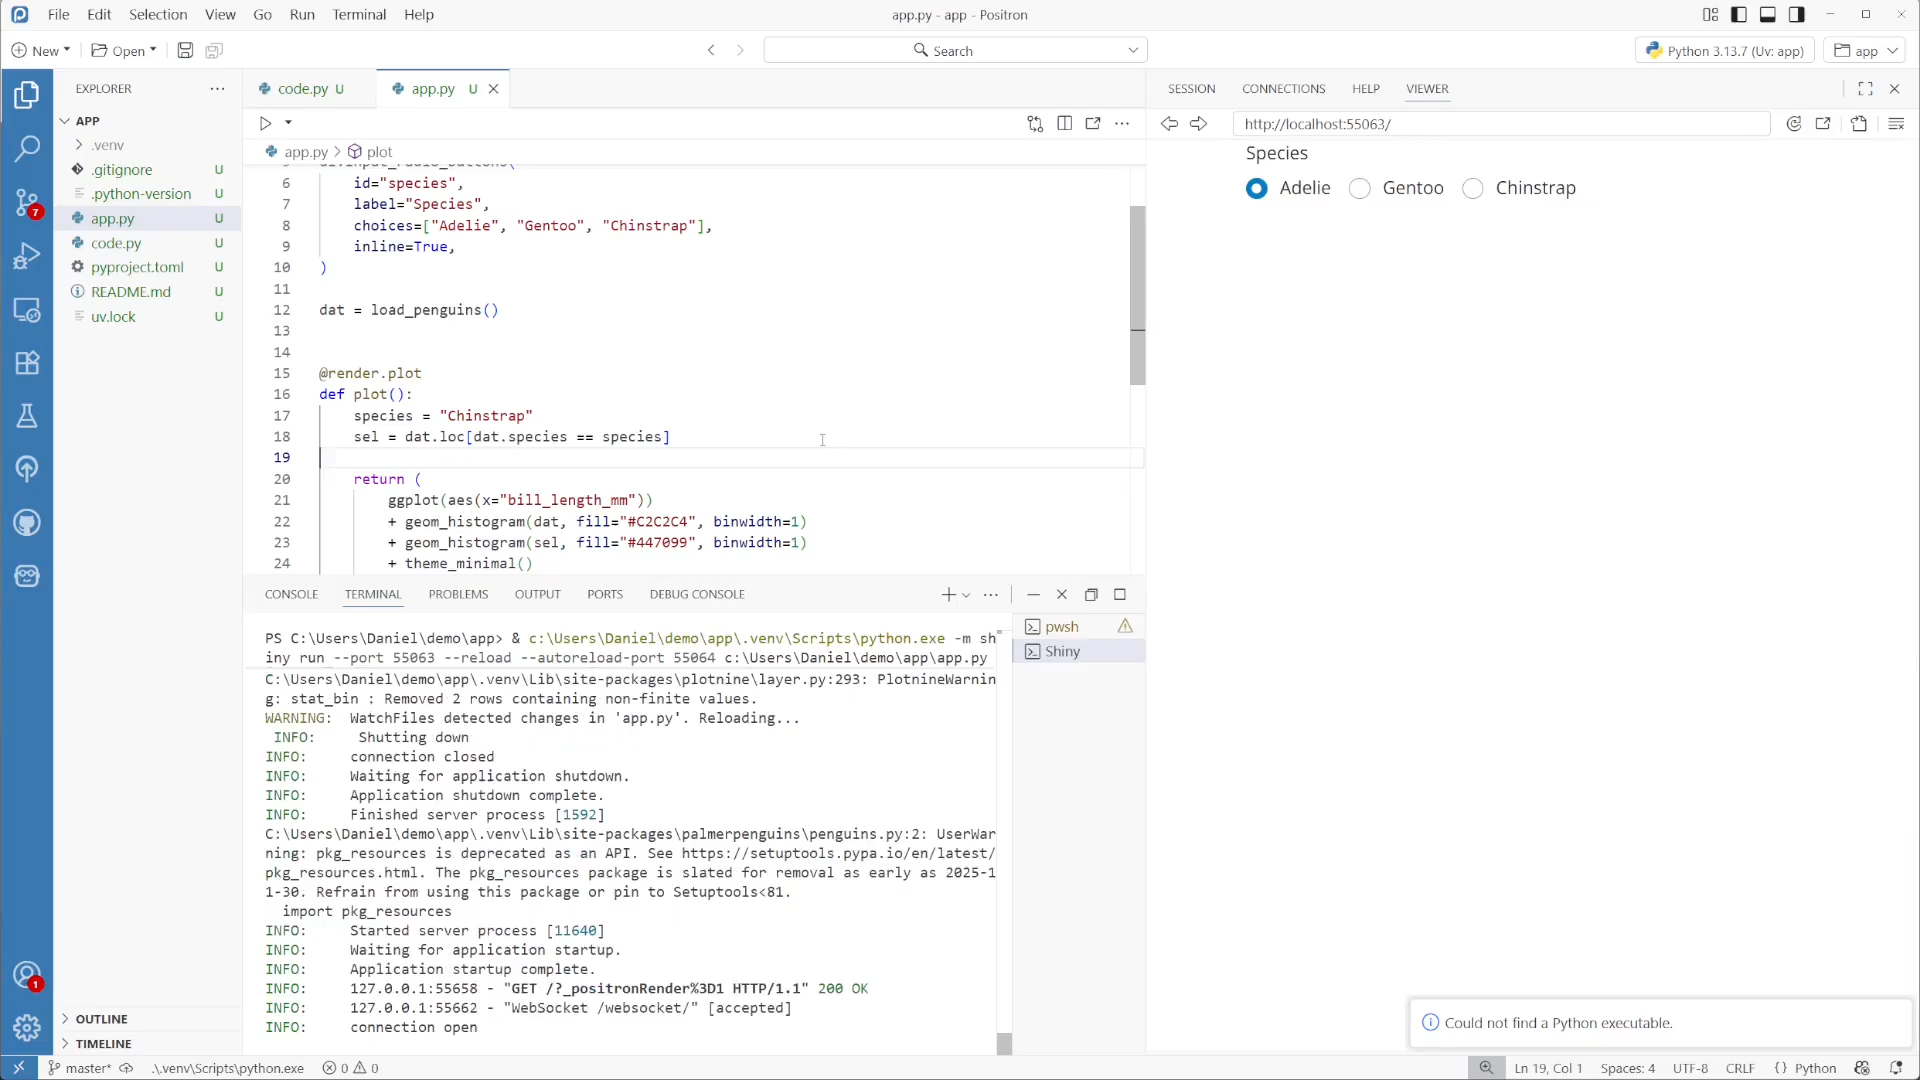 File Edit Selection View Go Run Terminal Help
app.py - app - Positron
New Open
Search
Python 3.13.7 (Uv: app)
app
EXPLORER
APP
.venv
.gitignore U
.python-version U
app.py U
code.py U
pyproject.toml U
README.md U
uv.lock U
OUTLINE
TIMELINE
7
1
code.py U
app.py U
app.py > plot
6 id="species",
7 label="Species",
8 choices=["Adelie", "Gentoo", "Chinstrap"],
9 inline=True,
10 )
11
12 dat = load_penguins()
13
14
15 @render.plot
16 def plot():
17 species = "Chinstrap"
18 sel = dat.loc[dat.species == species]
19
20 return (
21 ggplot(aes(x="bill_length_mm"))
22 + geom_histogram(dat, fill="#C2C2C4", binwidth=1)
23 + geom_histogram(sel, fill="#447099", binwidth=1)
24 + theme_minimal()
CONSOLE TERMINAL PROBLEMS OUTPUT PORTS DEBUG CONSOLE
PS C:\Users\Daniel\demo\app> & c:\Users\Daniel\demo\app\.venv\Scripts\python.exe -m sh
iny run --port 55063 --reload --autoreload-port 55064 c:\Users\Daniel\demo\app\app.py
C:\Users\Daniel\demo\app\.venv\Lib\site-packages\plotnine\layer.py:293: PlotnineWarnin
g: stat_bin : Removed 2 rows containing non-finite values.
WARNING: WatchFiles detected changes in 'app.py'. Reloading...
INFO: Shutting down
INFO: connection closed
INFO: Waiting for application shutdown.
INFO: Application shutdown complete.
INFO: Finished server process [1592]
C:\Users\Daniel\demo\app\.venv\Lib\site-packages\palmerpenguins\penguins.py:2: UserWar
ning: pkg_resources is deprecated as an API. See https://setuptools.pypa.io/en/latest/
pkg_resources.html. The pkg_resources package is slated for removal as early as 2025-1
1-30. Refrain from using this package or pin to Setuptools<81.
import pkg_resources
INFO: Started server process [11640]
INFO: Waiting for application startup.
INFO: Application startup complete.
INFO: 127.0.0.1:55658 - "GET /?_positronRender%3D1 HTTP/1.1" 200 OK
INFO: 127.0.0.1:55662 - "WebSocket /websocket/" [accepted]
INFO: connection open
pwsh
Shiny
SESSION CONNECTIONS HELP VIEWER
http://localhost:55063/
Species
Adelie Gentoo Chinstrap
Could not find a Python executable.
master* .\.venv\Scripts\python.exe 0 0
Ln 19, Col 1 Spaces: 4 UTF-8 CRLF {} Python